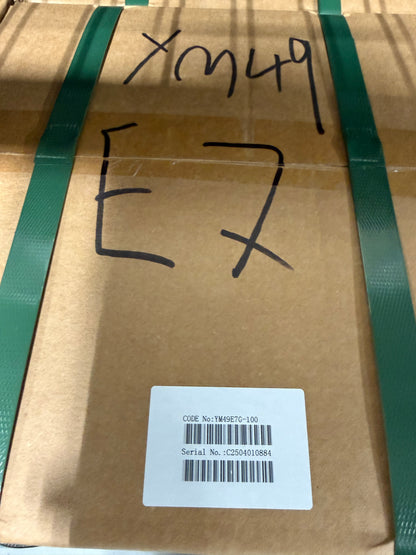 YM49
E7
CODE No:YM49E7G-100
Serial No.:C2504010884